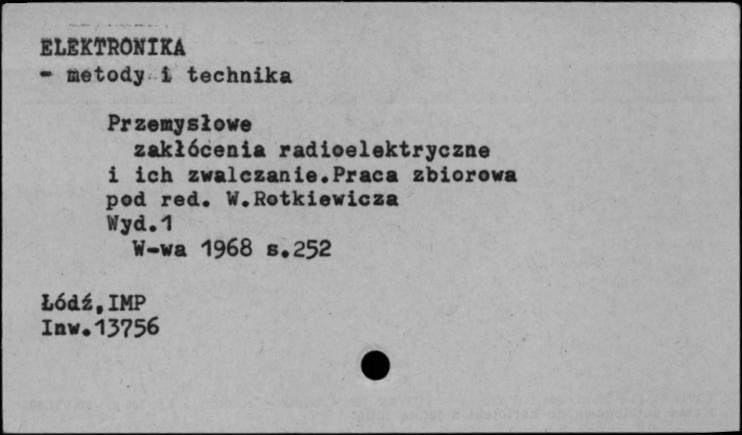 ELEKTRONIKA
- metody i technika
Przemysłowe
zakłócenia radioelektryczne
i ich zwalczanie.Praca zbiorowa
pod red. W.Rotkiewicza
Wyd.1
W-wa 1968 s.252
Łódź,IMP
Inw.13756